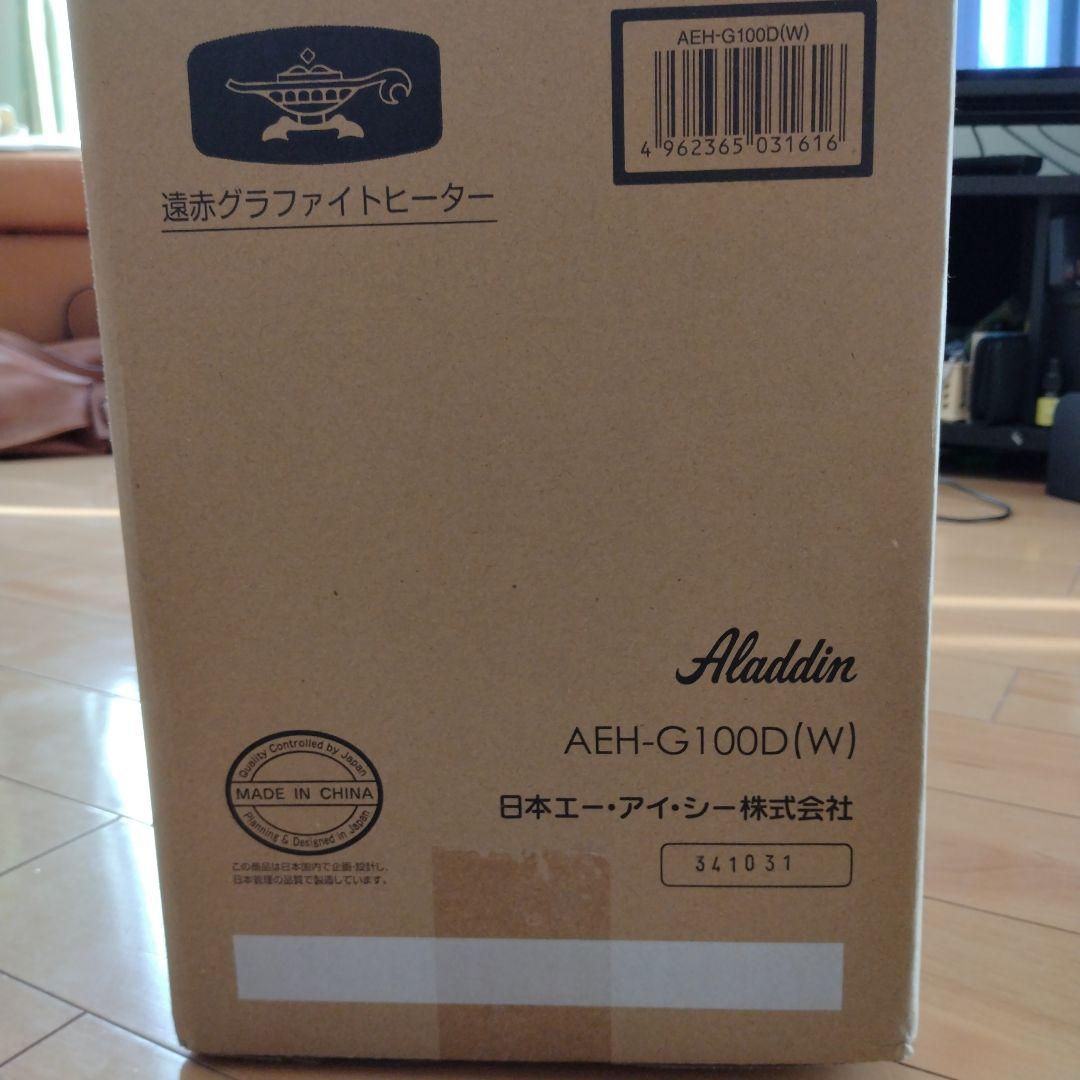 AEH-G100D(W)
4 962365 031616
遠赤グラファイトヒーター
Aladdin
AEH-G100D(W)
日本エー・アイ・シー株式会社
341031
Quality Controlled by Japan
MADE IN CHINA
Planning & Designed in Japan
この商品は日本国内で企画・設計し、
日本管理の品質で製造しています。